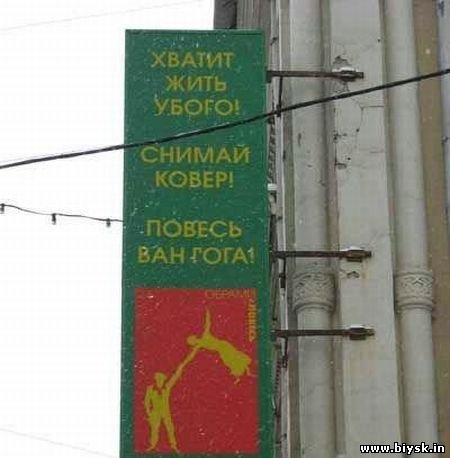 ХВАТИТ
ЖИТЬ
УБОГО!
СНИМАЙ
КОВЕР!
ПОВЕСЬ
ВАН ГОГА!
www.biysk.in